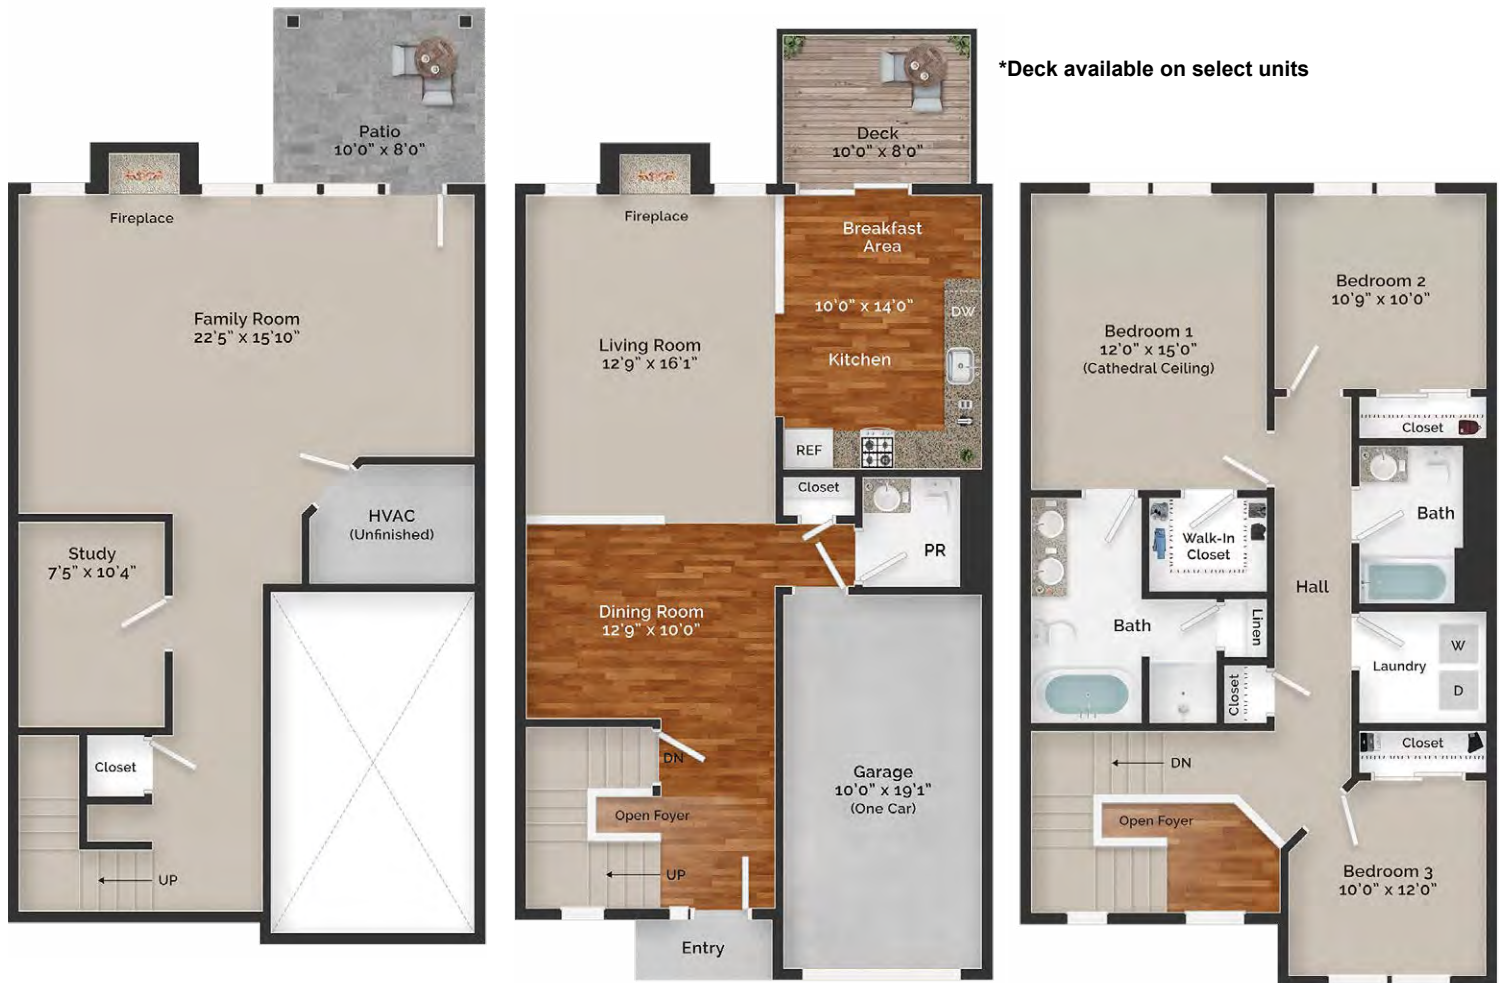 Patio
10'0" x 8'0"
Fireplace
Family Room
22'5" x 15'10"
HVAC
(Unfinished)
Study
7'5" x 10'4"
Closet
UP
*Deck available on select units
Deck
10'0" x 8'0"
Fireplace
Breakfast
Area
10'0" x 14'0"
DW
Living Room
12'9" x 16'1"
Kitchen
REF
Closet
PR
Dining Room
12'9" x 10'0"
DN
Open Foyer
UP
Garage
10'0" x 19'1"
(One Car)
Entry
Bedroom 1
12'0" x 15'0"
(Cathedral Ceiling)
Bedroom 2
10'9" x 10'0"
Closet
Bath
Walk-In
Closet
Hall
Bath
Linen
Closet
Laundry
W
D
Closet
DN
Open Foyer
Bedroom 3
10'0" x 12'0"